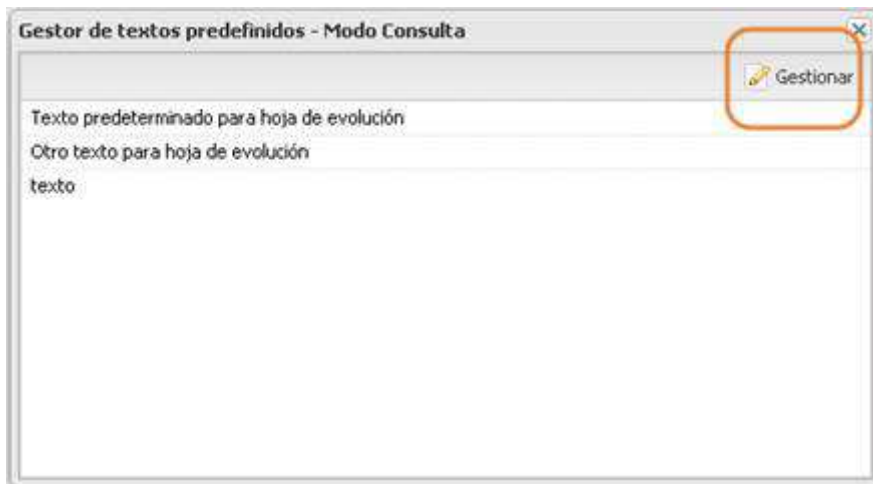 Gestor de textos predefinidos - Modo Consulta
Gestionar
Texto predeterminado para hoja de evolución
Otro texto para hoja de evolución
texto